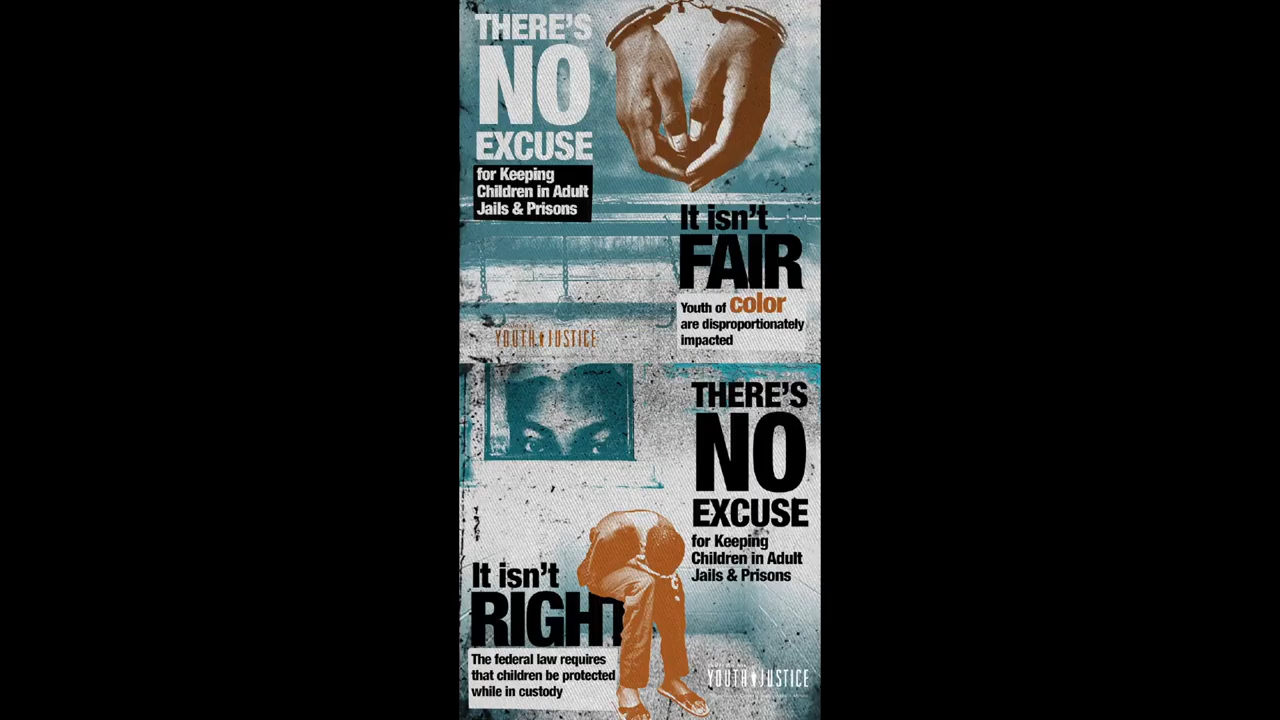 THERE'S
NO
EXCUSE
for Keeping
Children in Adult
Jails & Prisons
It isn't
FAIR
Youth of color
are disproportionately
impacted
YOUTH JUSTICE
THERE'S
NO
EXCUSE
for Keeping
Children in Adult
Jails & Prisons
It isn't
RIGHT
The federal law requires
that children be protected
while in custody
YOUTH JUSTICE